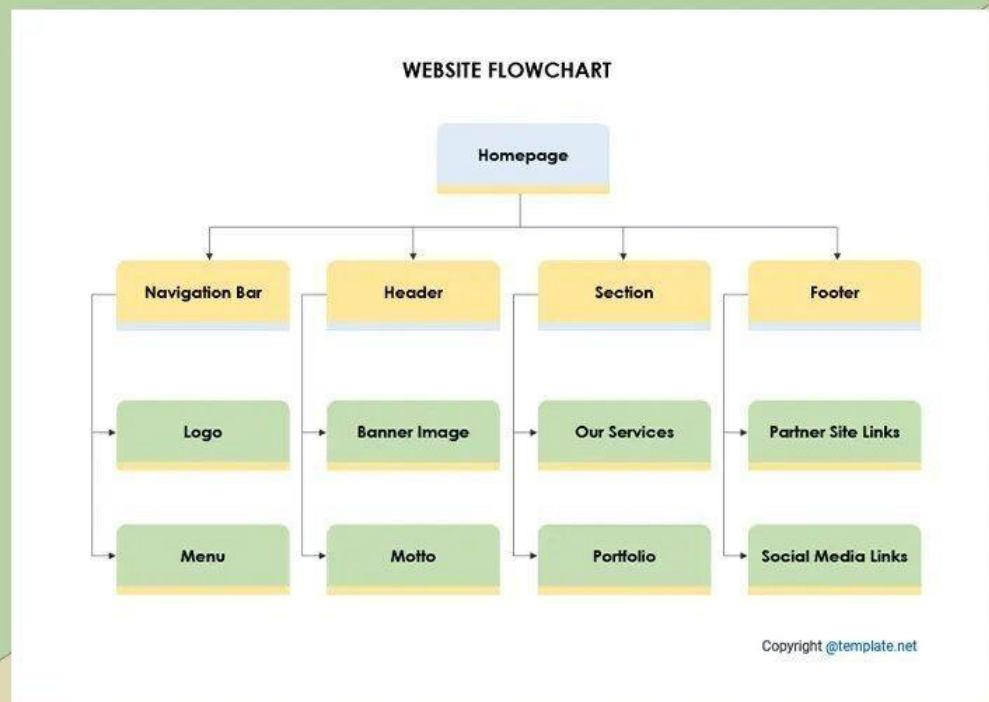 WEBSITE FLOWCHART
Homepage
Navigation Bar
Header
Section
Footer
Logo
Banner Image
Our Services
Partner Site Links
Menu
Motto
Portfolio
Social Media Links
Copyright @template.net